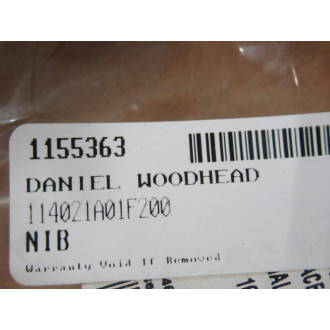 1155363
DANIEL WOODHEAD
114021A01F200
NIB
Warranty Void If Removed